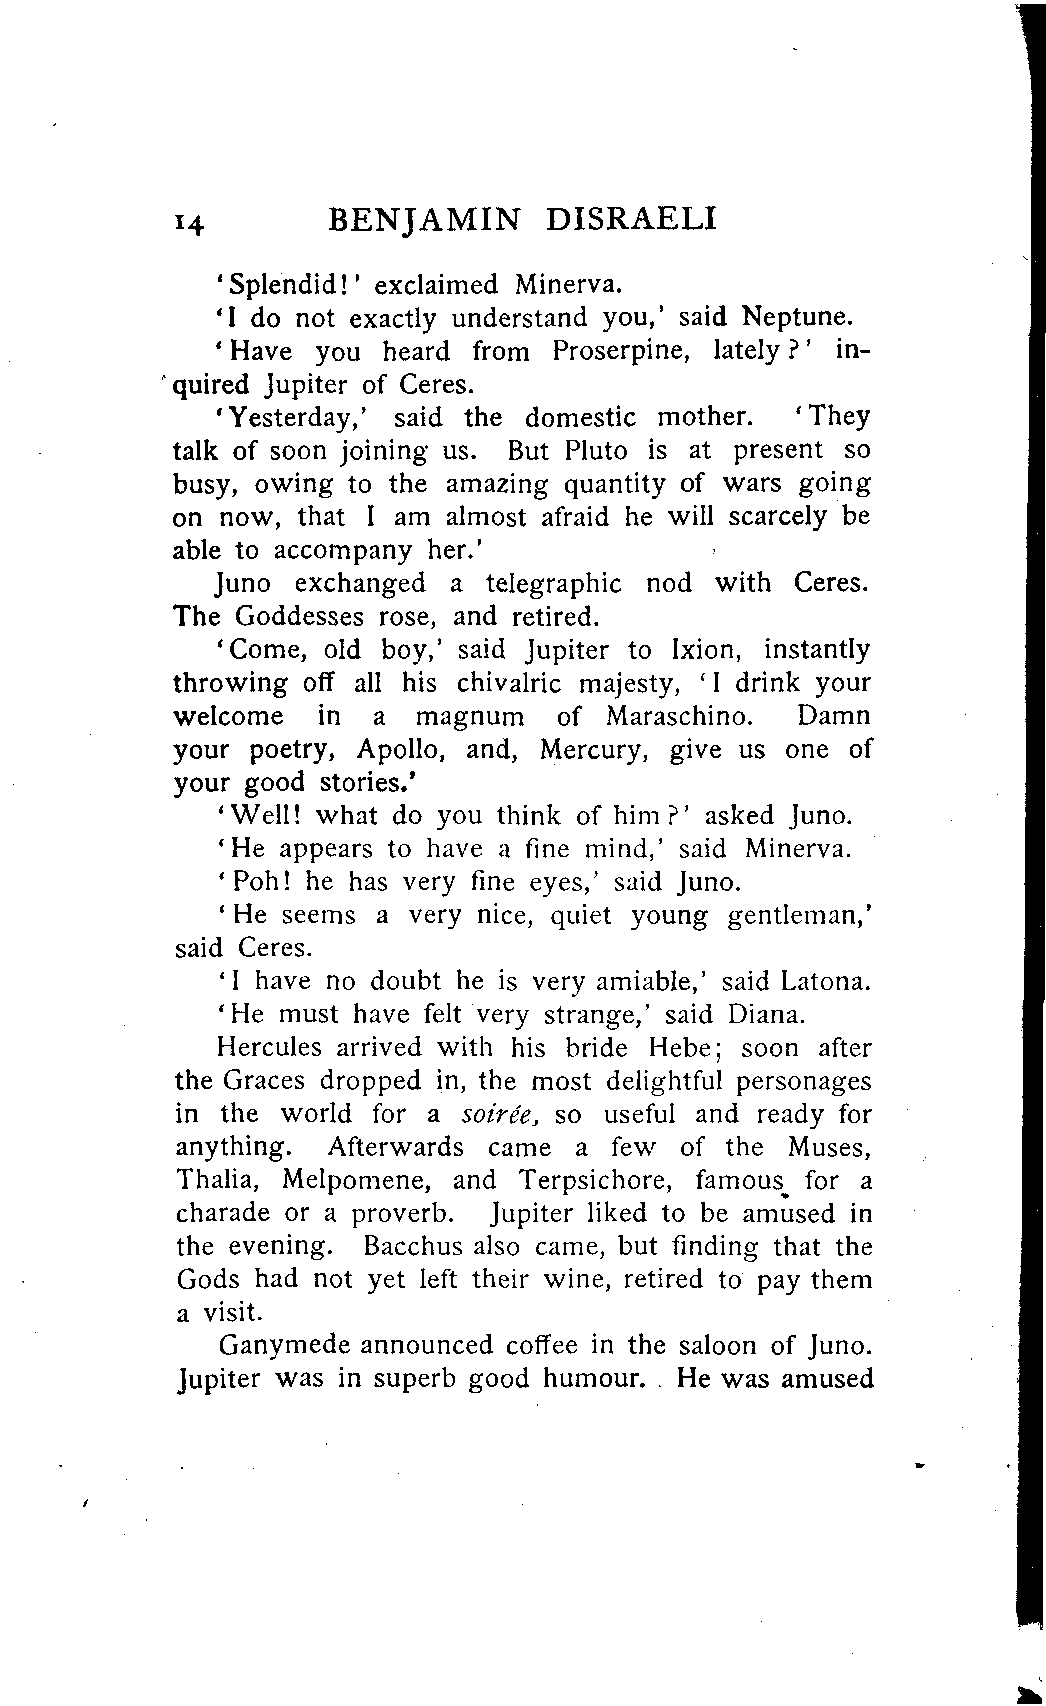 14 BENJAMIN DISRAELI
‘Splendid!’ exclaimed Minerva.
‘I do not exactly understand you,’ said Neptune.
‘Have you heard from Proserpine, lately?’ in-
quired Jupiter of Ceres.
‘Yesterday,’ said the domestic mother. ‘They
talk of soon joining us. But Pluto is at present so
busy, owing to the amazing quantity of wars going
on now, that I am almost afraid he will scarcely be
able to accompany her.’
Juno exchanged a telegraphic nod with Ceres.
The Goddesses rose, and retired.
‘Come, old boy,’ said Jupiter to Ixion, instantly
throwing off all his chivalric majesty, ‘I drink your
welcome in a magnum of Maraschino. Damn
your poetry, Apollo, and, Mercury, give us one of
your good stories.’
‘Well! what do you think of him?’ asked Juno.
‘He appears to have a fine mind,’ said Minerva.
‘Poh! he has very fine eyes,’ said Juno.
‘He seems a very nice, quiet young gentleman,’
said Ceres.
‘I have no doubt he is very amiable,’ said Latona.
‘He must have felt very strange,’ said Diana.
Hercules arrived with his bride Hebe; soon after
the Graces dropped in, the most delightful personages
in the world for a soirée, so useful and ready for
anything. Afterwards came a few of the Muses,
Thalia, Melpomene, and Terpsichore, famous for a
charade or a proverb. Jupiter liked to be amused in
the evening. Bacchus also came, but finding that the
Gods had not yet left their wine, retired to pay them
a visit.
Ganymede announced coffee in the saloon of Juno.
Jupiter was in superb good humour. He was amused